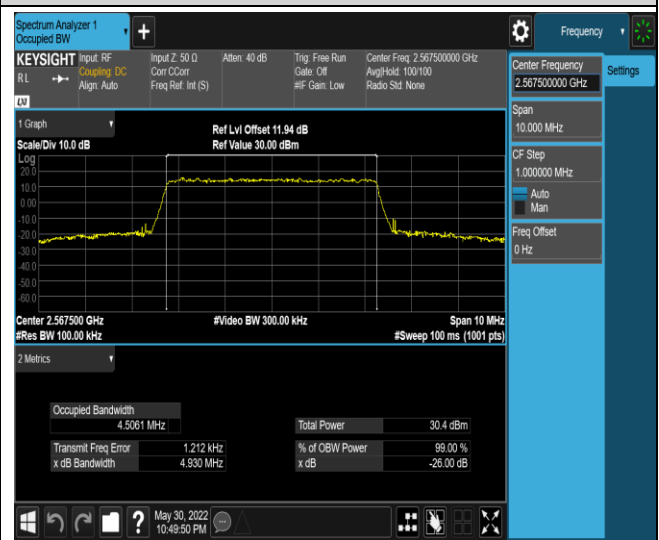 Spectrum Analyzer 1
Occupied BW
Frequency
KEYSIGHT
RL
Input: RF
Coupling: DC
Align: Auto
Input Z: 50 Ω
Corr CCorr
Freq Ref: Int (S)
Atten: 40 dB
Trig: Free Run
Gate: Off
#IF Gain: Low
Center Freq: 2.567500000 GHz
Avg|Hold: 100/100
Radio Std: None
LXI
1 Graph
Scale/Div 10.0 dB
Ref Lvl Offset 11.94 dB
Ref Value 30.00 dBm
Log
20.0
10.0
0.00
-10.0
-20.0
-30.0
-40.0
-50.0
-60.0
Center 2.567500 GHz
#Res BW 100.00 kHz
#Video BW 300.00 kHz
Span 10 MHz
#Sweep 100 ms (1001 pts)
2 Metrics
Occupied Bandwidth
4.5061 MHz
Total Power 30.4 dBm
Transmit Freq Error 1.212 kHz
% of OBW Power 99.00 %
x dB Bandwidth 4.930 MHz
x dB -26.00 dB
May 30, 2022
10:49:50 PM
Center Frequency
2.567500000 GHz
Settings
Span
10.000 MHz
CF Step
1.000000 MHz
Auto
Man
Freq Offset
0 Hz